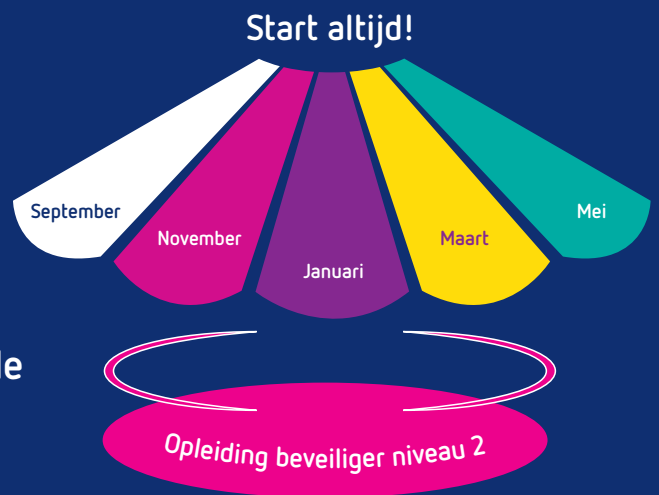 Start altijd!
September
November
Januari
Maart
Mei
Opleiding beveiliger niveau 2